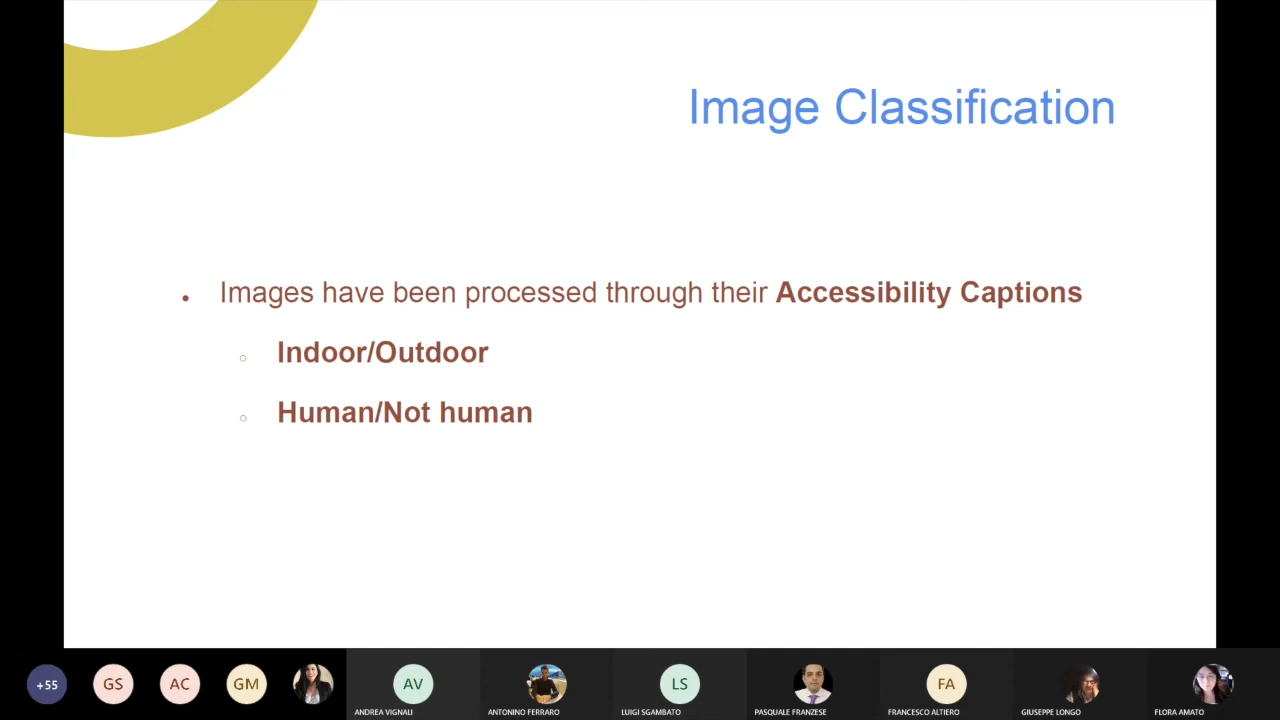 Image Classification
Images have been processed through their Accessibility Captions
Indoor/Outdoor
Human/Not human
+55
GS
AC
GM
AV
LS
FA
ANDREA VIGNALI
ANTONINO FERRARO
LUIGI SGAMBATO
PASQUALE FRANZESE
FRANCESCO ALTIERO
GIUSEPPE LONGO
FLORA AMATO